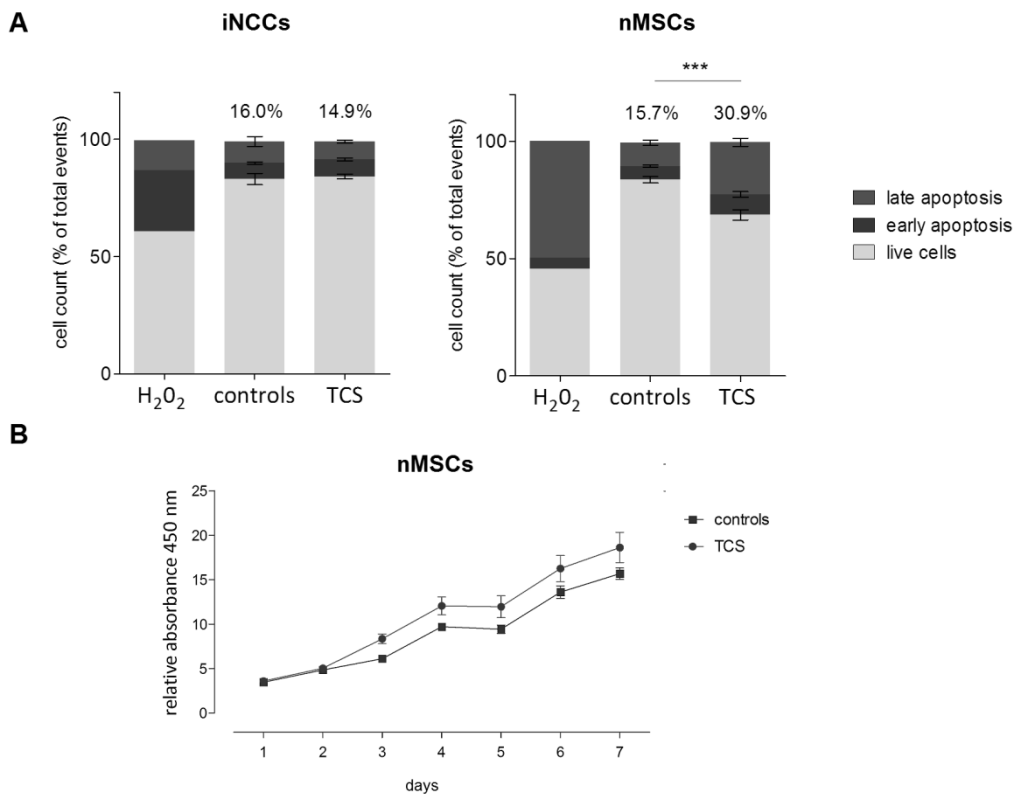 A
iNCCs
nMSCs
***
16.0% 14.9%
15.7% 30.9%
cell count (% of total events)
100
50
0
H₂0₂ controls TCS
cell count (% of total events)
100
50
0
H₂0₂ controls TCS
late apoptosis
early apoptosis
live cells
B
nMSCs
relative absorbance 450 nm
25
20
15
10
5
0
1 2 3 4 5 6 7
days
controls
TCS